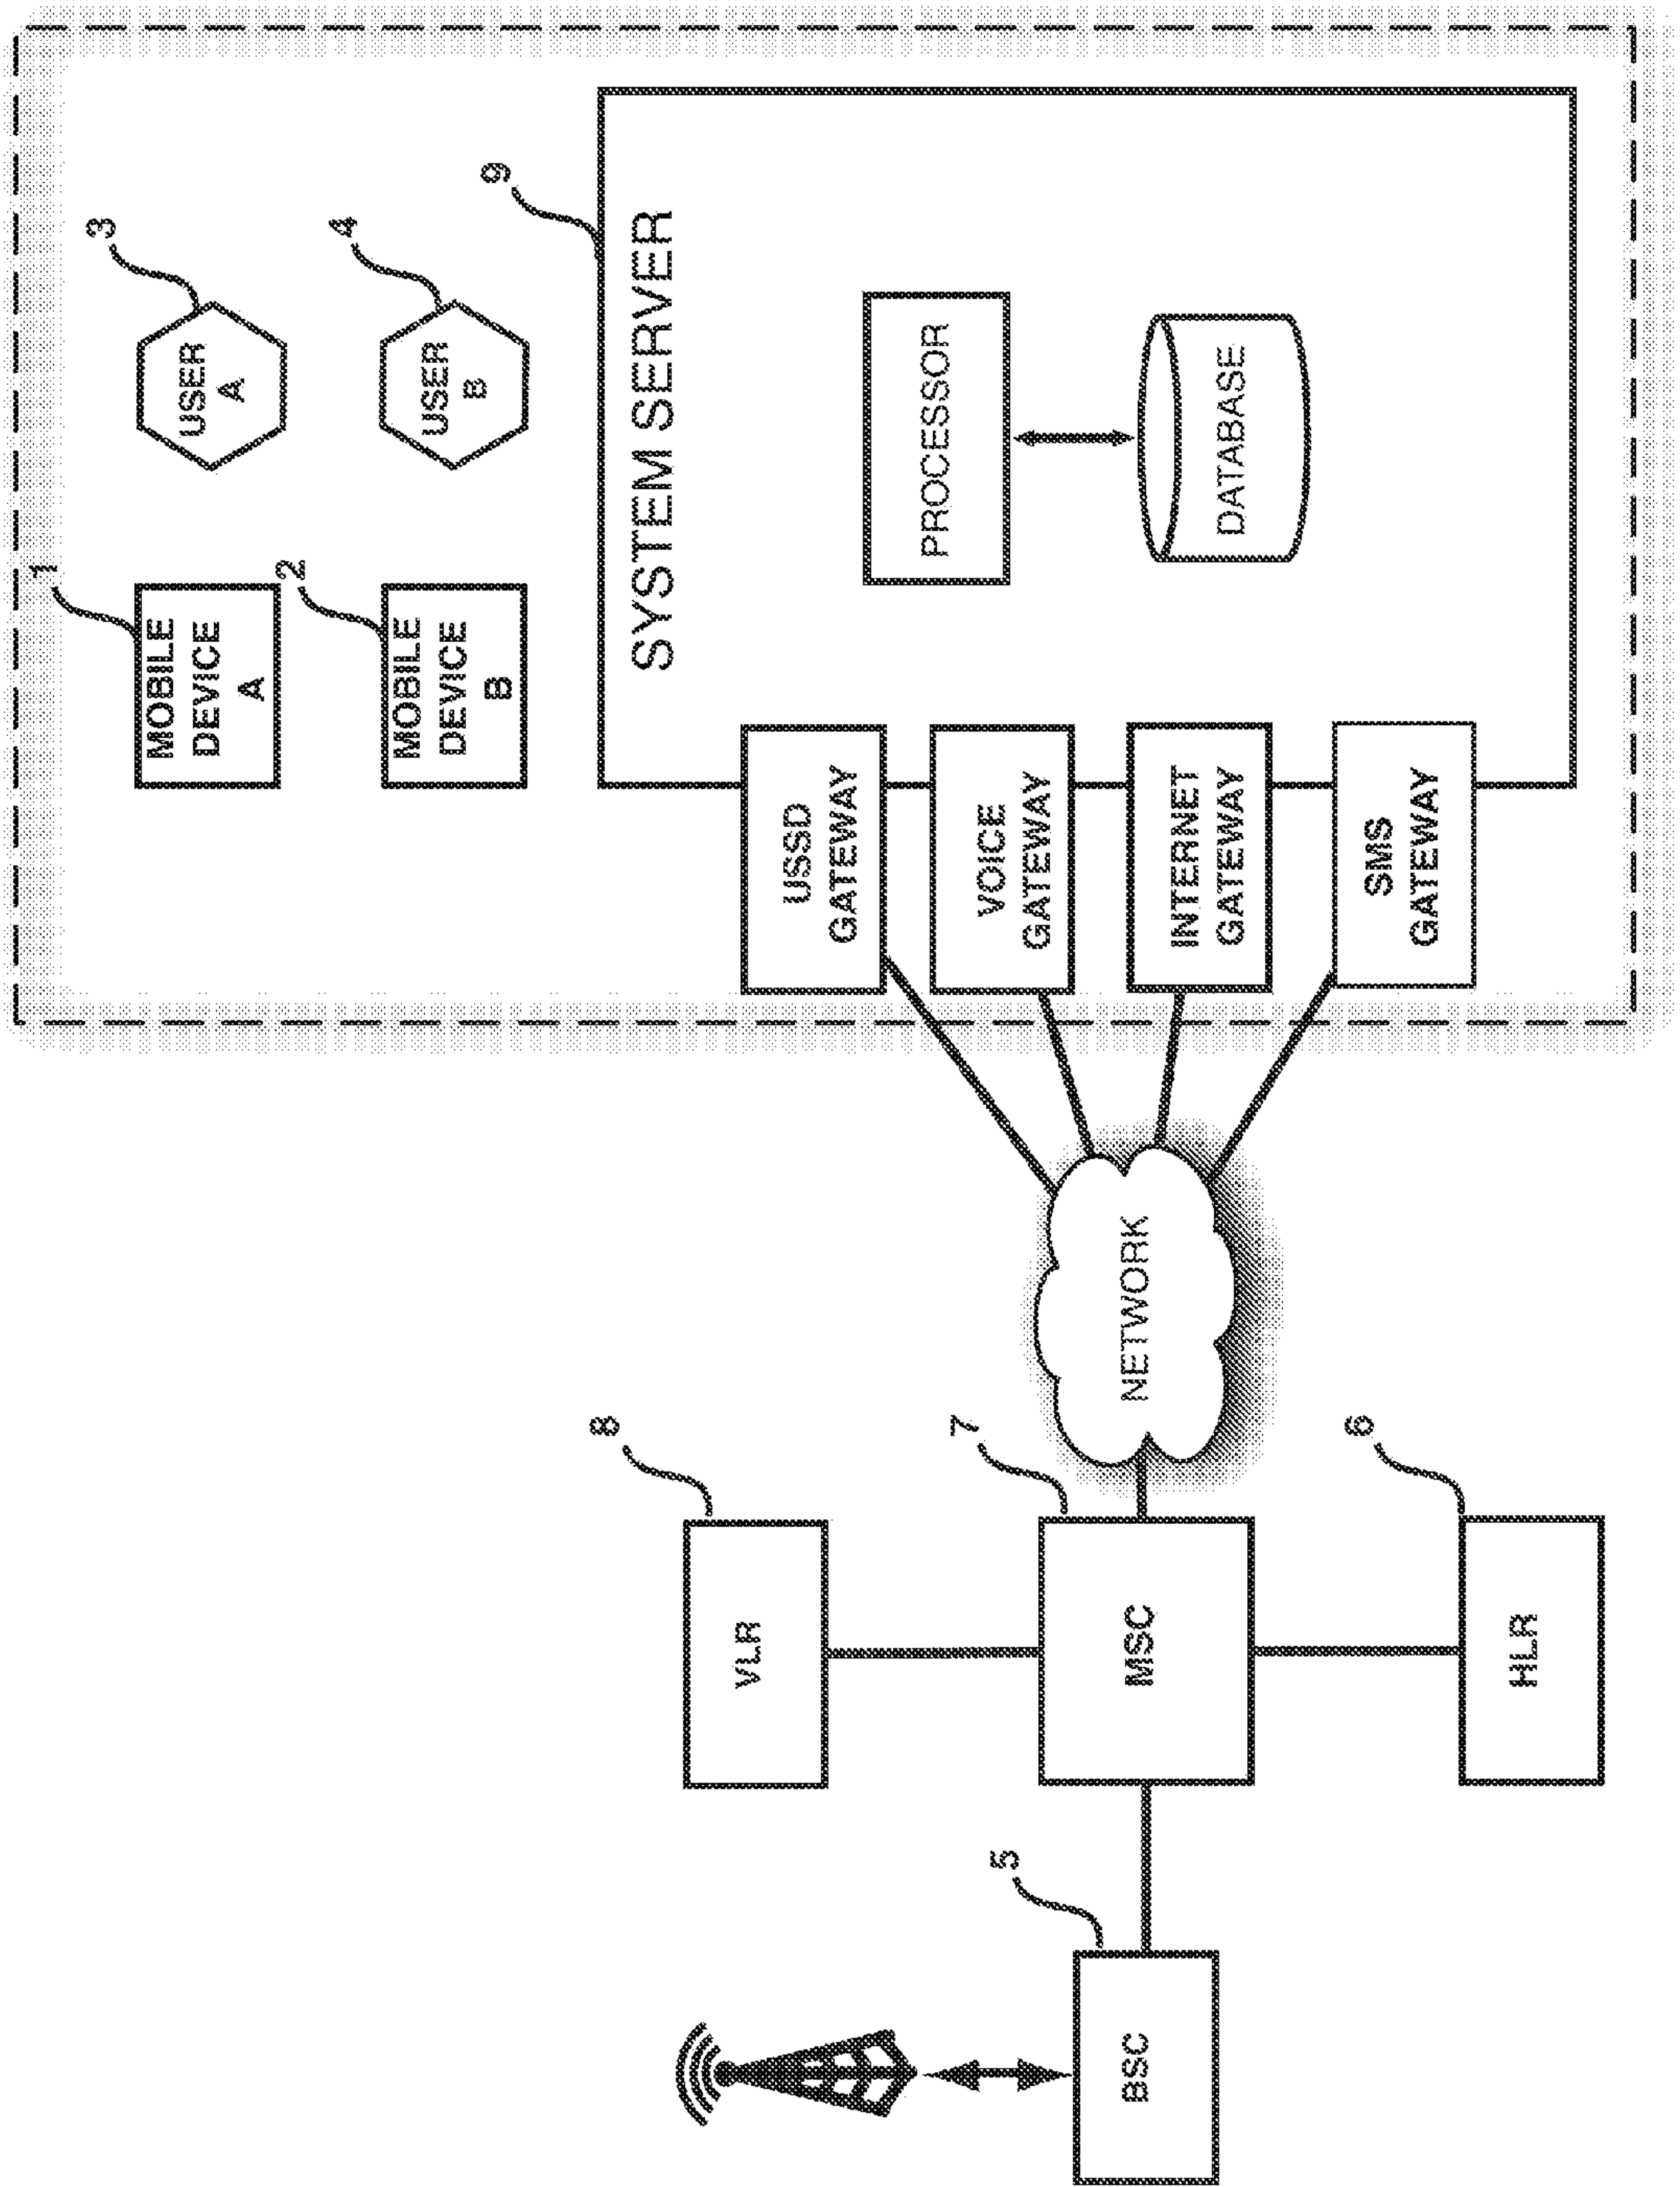 1
MOBILE
DEVICE
A
3
USER
A
2
MOBILE
DEVICE
B
4
USER
B
9
SYSTEM SERVER
USSD
GATEWAY
VOICE
GATEWAY
INTERNET
GATEWAY
SMS
GATEWAY
PROCESSOR
DATABASE
NETWORK
8
VLR
7
MSC
6
HLR
5
BSC